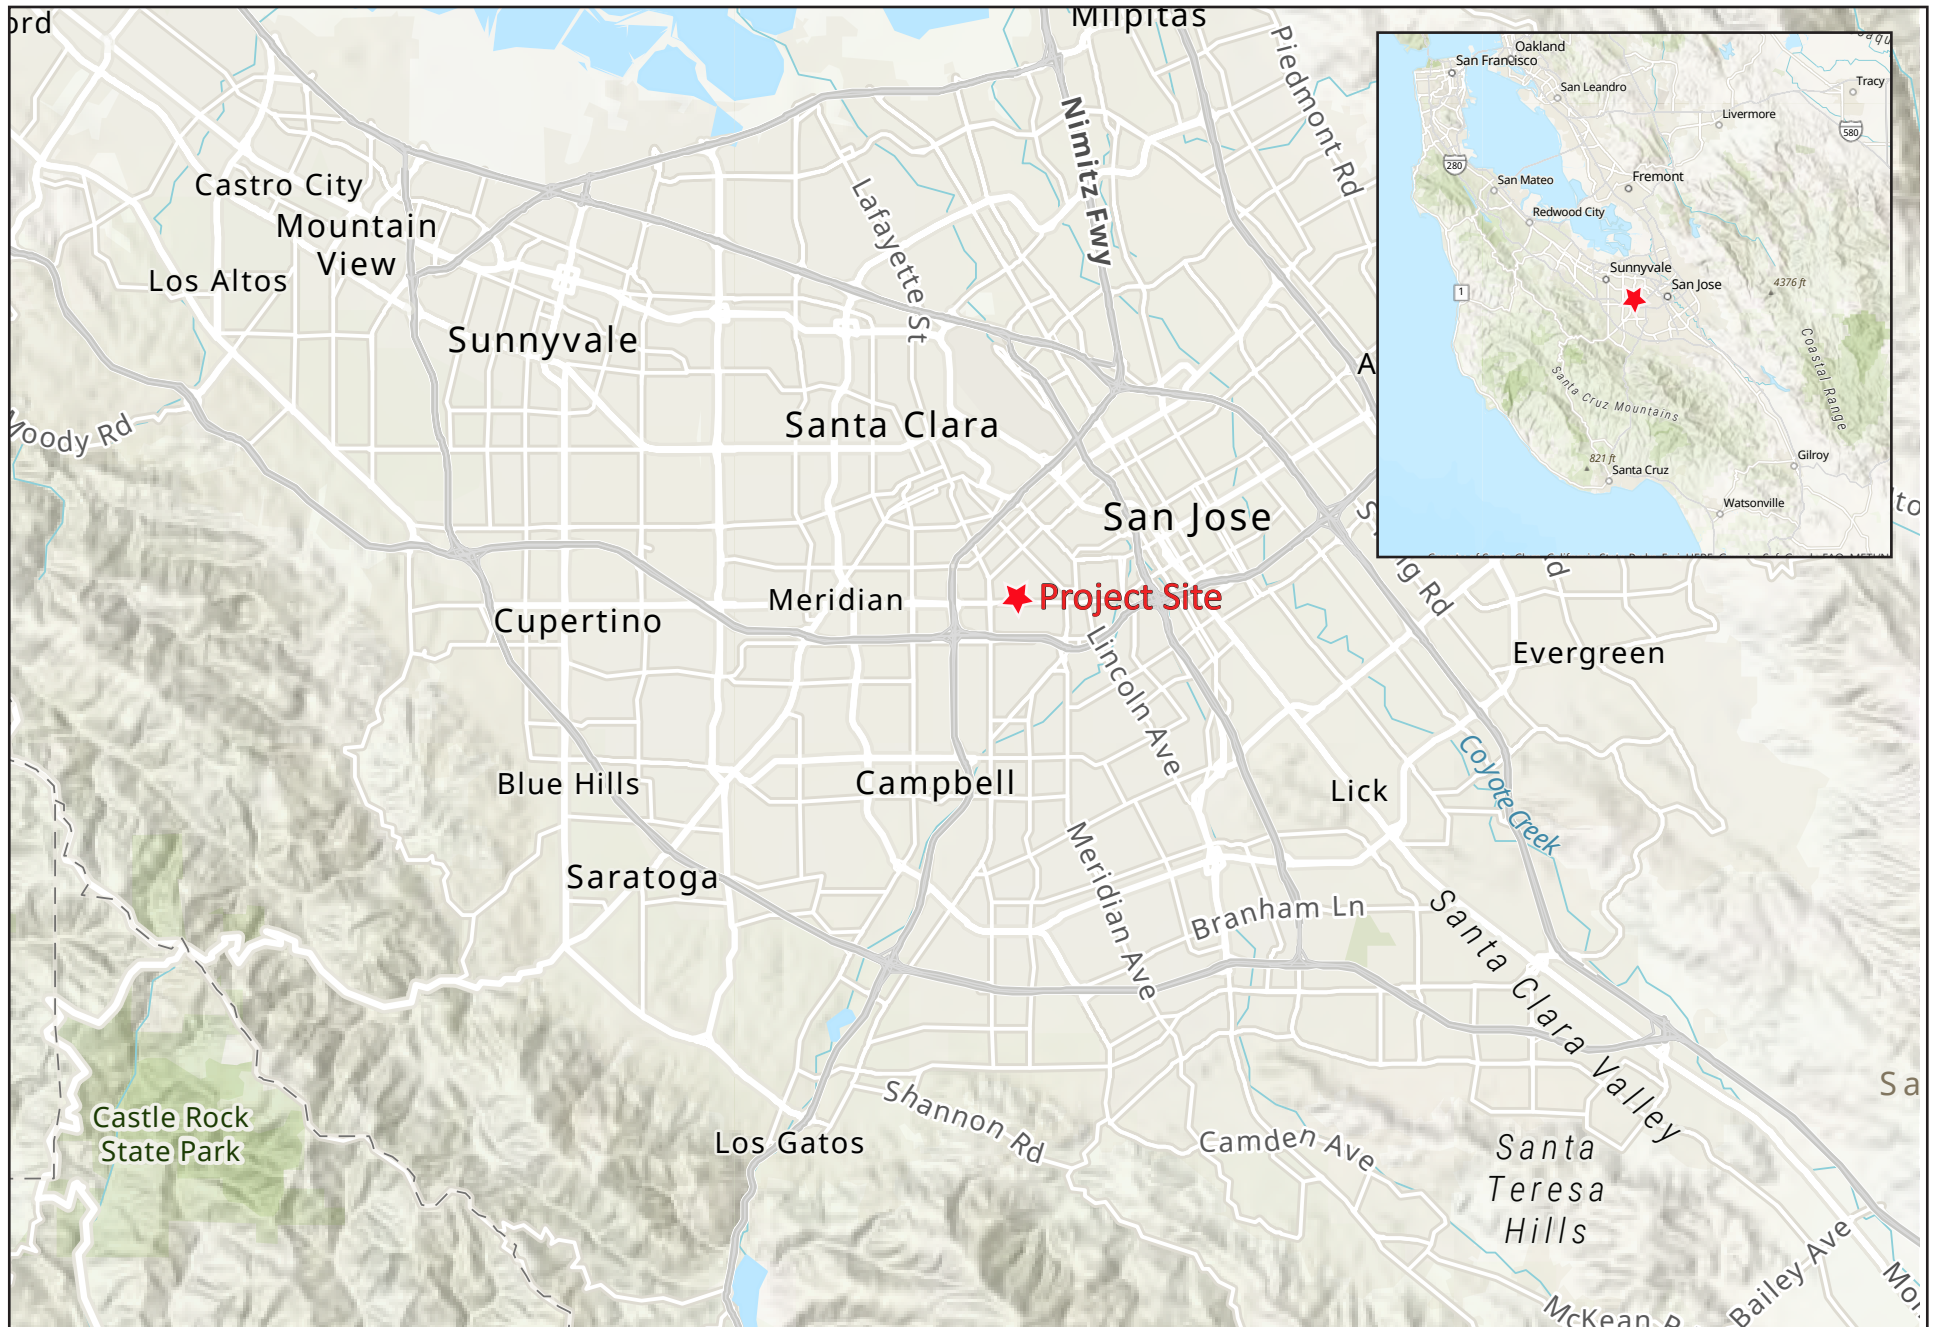 Milpitas
Piedmont Rd
Nimitz Fwy
Castro City
Mountain
View
Los Altos
Lafayette St
Sunnyvale
Moody Rd
Santa Clara
San Jose
Meridian
Project Site
Cupertino
Lincoln Ave
Evergreen
Blue Hills
Campbell
Lick
Coyote Creek
Saratoga
Meridian Ave
Branham Ln
Santa Clara Valley
Castle Rock
State Park
Los Gatos
Shannon Rd
Camden Ave
Santa
Teresa
Hills
Bailey Ave
McKean
Oakland
San Francisco
San Leandro
Tracy
Livermore
580
280
San Mateo
Fremont
Redwood City
Sunnyvale
San Jose
4376 ft
1
Coastal Range
Santa Cruz Mountains
821 ft
Santa Cruz
Gilroy
Watsonville